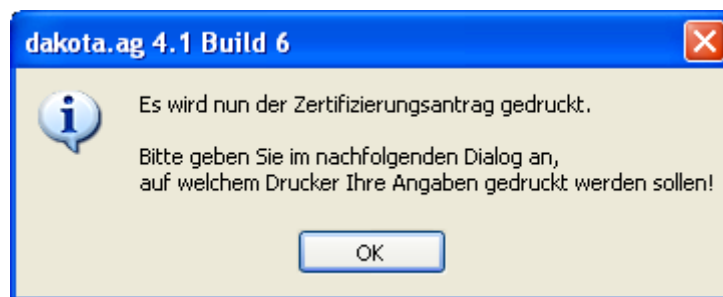 dakota.ag 4.1 Build 6
Es wird nun der Zertifizierungsantrag gedruckt.
Bitte geben Sie im nachfolgenden Dialog an,
auf welchem Drucker Ihre Angaben gedruckt werden sollen!
OK